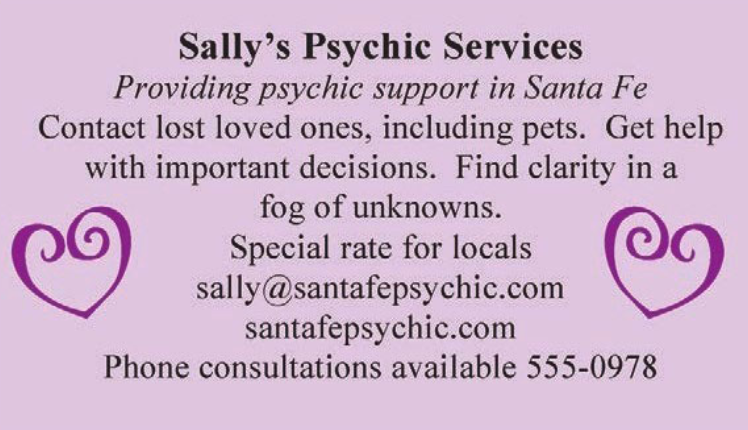 Sally's Psychic Services
Providing psychic support in Santa Fe
Contact lost loved ones, including pets.  Get help
with important decisions.  Find clarity in a
fog of unknowns.
Special rate for locals
sally@santafepsychic.com
santafepsychic.com
Phone consultations available 555-0978